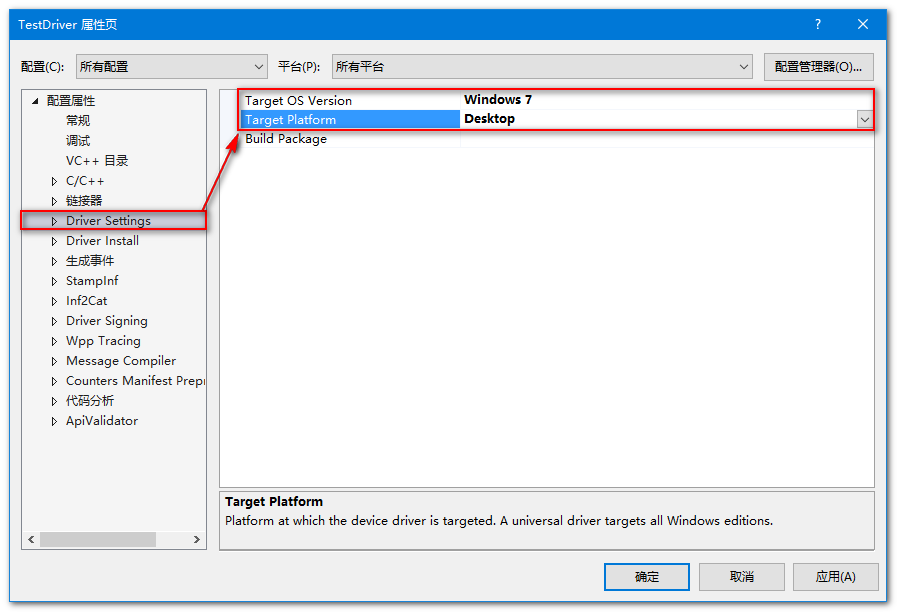 TestDriver 属性页
配置(C): 所有配置 平台(P): 所有平台 配置管理器(O)...
配置属性
常规
调试
VC++ 目录
C/C++
链接器
Driver Settings
Driver Install
生成事件
StampInf
Inf2Cat
Driver Signing
Wpp Tracing
Message Compiler
Counters Manifest Prepr
代码分析
ApiValidator
Target OS Version Windows 7
Target Platform Desktop
Build Package
Target Platform
Platform at which the device driver is targeted. A universal driver targets all Windows editions.
确定 取消 应用(A)